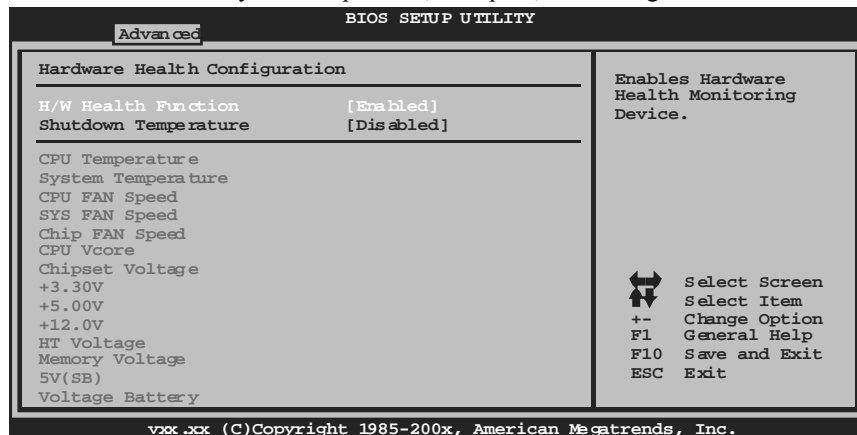 BIOS SETUP UTILITY
Advanced
Hardware Health Configuration
H/W Health Function [Enabled]
Shutdown Temperature [Disabled]
CPU Temperature
System Temperature
CPU FAN Speed
SYS FAN Speed
Chip FAN Speed
CPU Vcore
Chipset Voltage
+3.30V
+5.00V
+12.0V
HT Voltage
Memory Voltage
5V(SB)
Voltage Battery
Enables Hardware
Health Monitoring
Device.
Select Screen
Select Item
+- Change Option
F1 General Help
F10 Save and Exit
ESC Exit
vxx.xx (C)Copyright 1985-200x, American Megatrends, Inc.